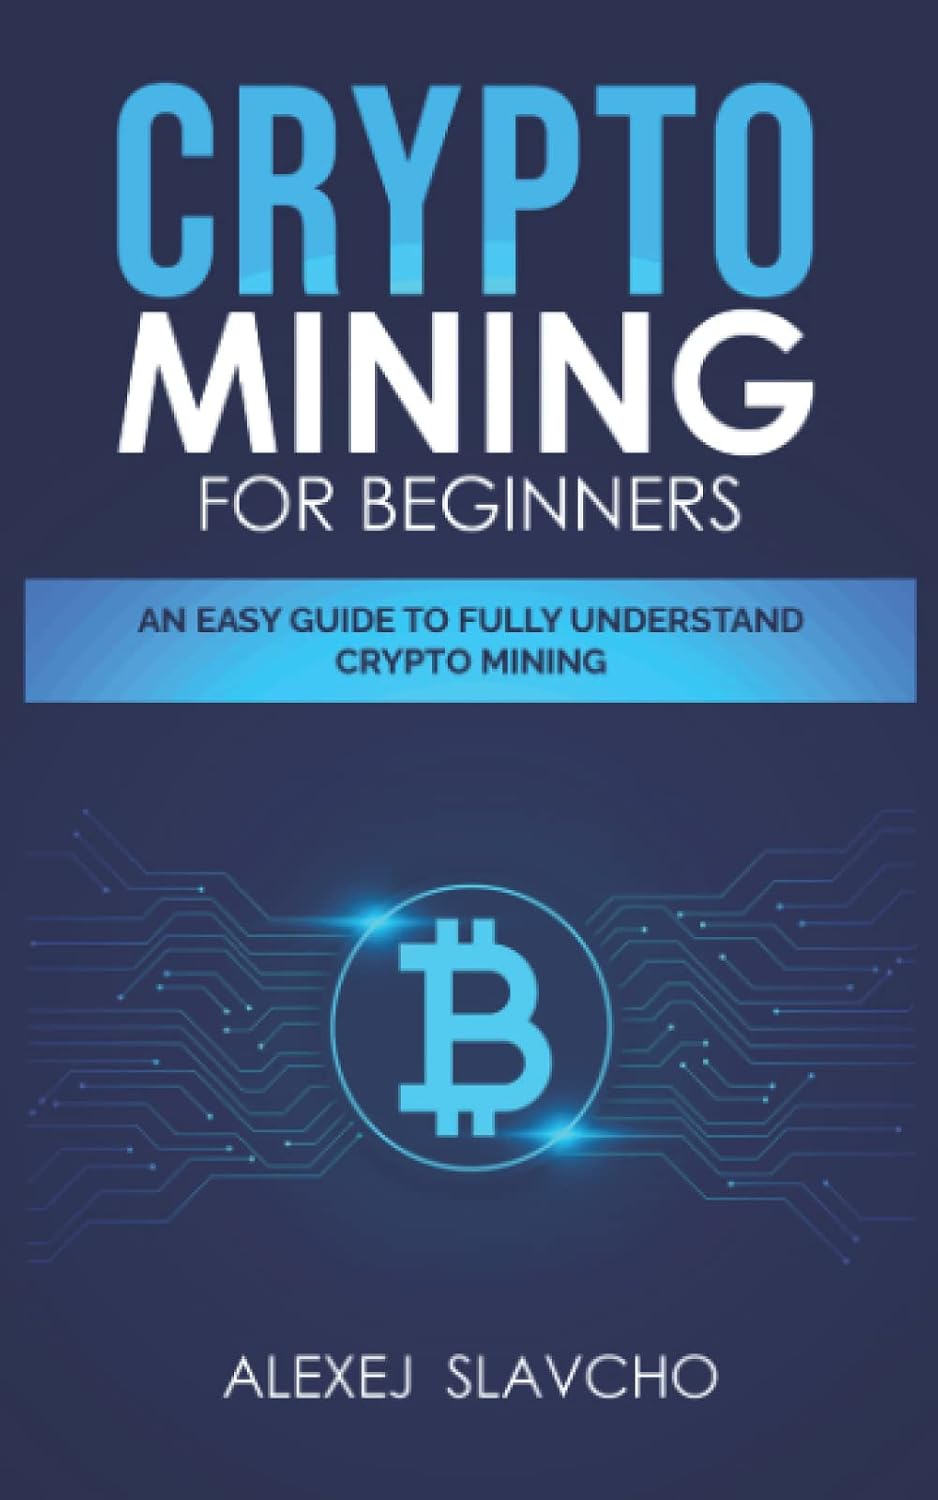 CRYPTO
MINING
FOR BEGINNERS
AN EASY GUIDE TO FULLY UNDERSTAND
CRYPTO MINING
ALEXEJ SLAVCHO